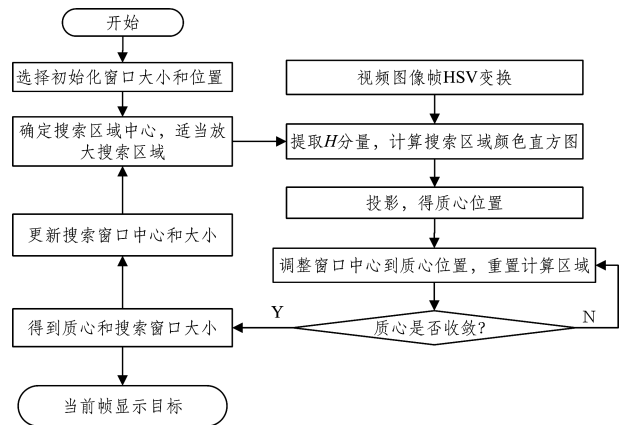 开始
选择初始化窗口大小和位置
确定搜索区域中心，适当放
大搜索区域
更新搜索窗口中心和大小
得到质心和搜索窗口大小
当前帧显示目标
视频图像帧HSV变换
提取H分量，计算搜索区域颜色直方图
投影，得质心位置
调整窗口中心到质心位置，重置计算区域
质心是否收敛？
Y
N